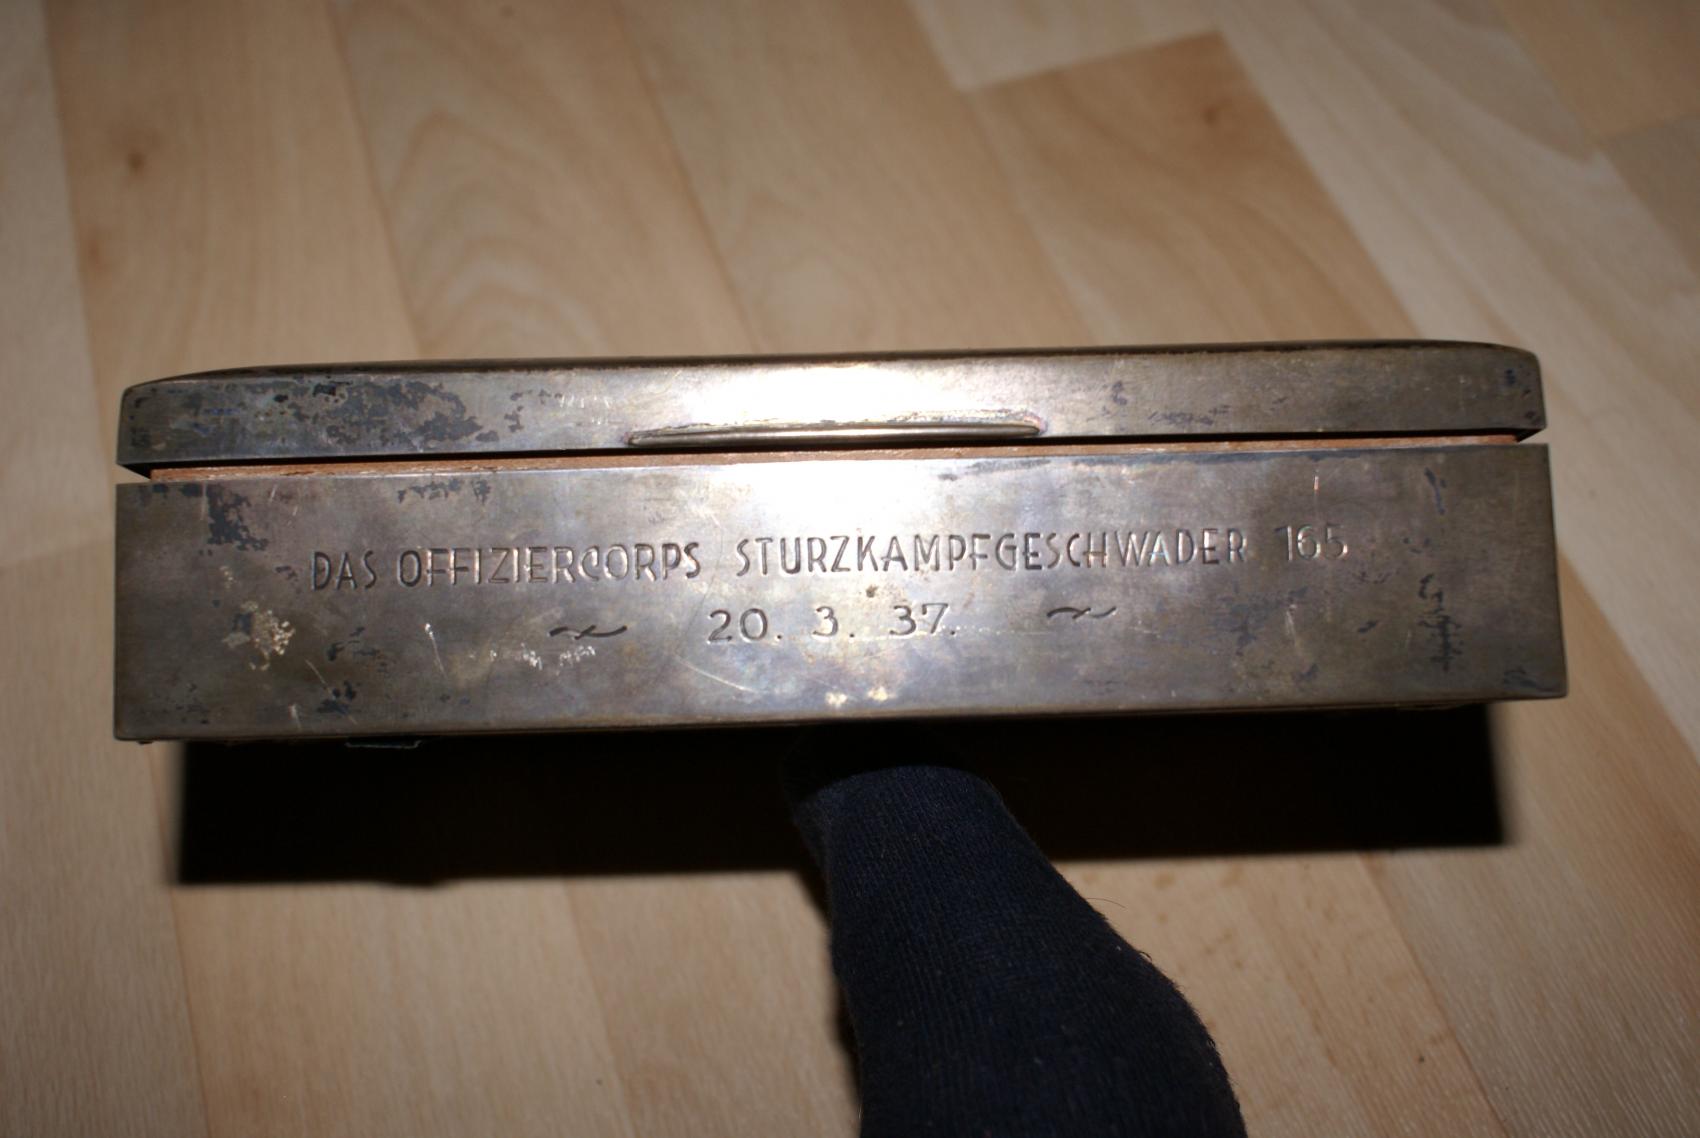 DAS OFFIZIERCORPS STURZKAMPFGESCHWADER 165
~ 20. 3. 37. ~